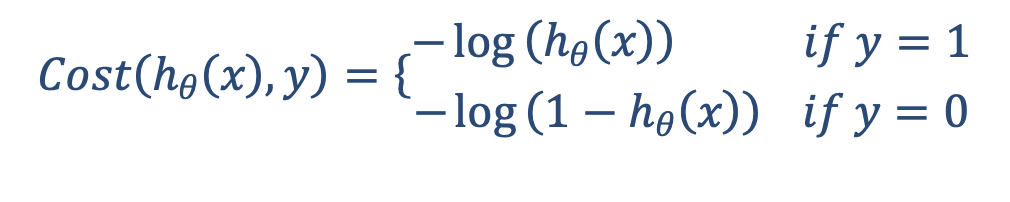 Cost(hθ(x), y) = { −log (hθ(x)) if y = 1
−log (1 − hθ(x)) if y = 0